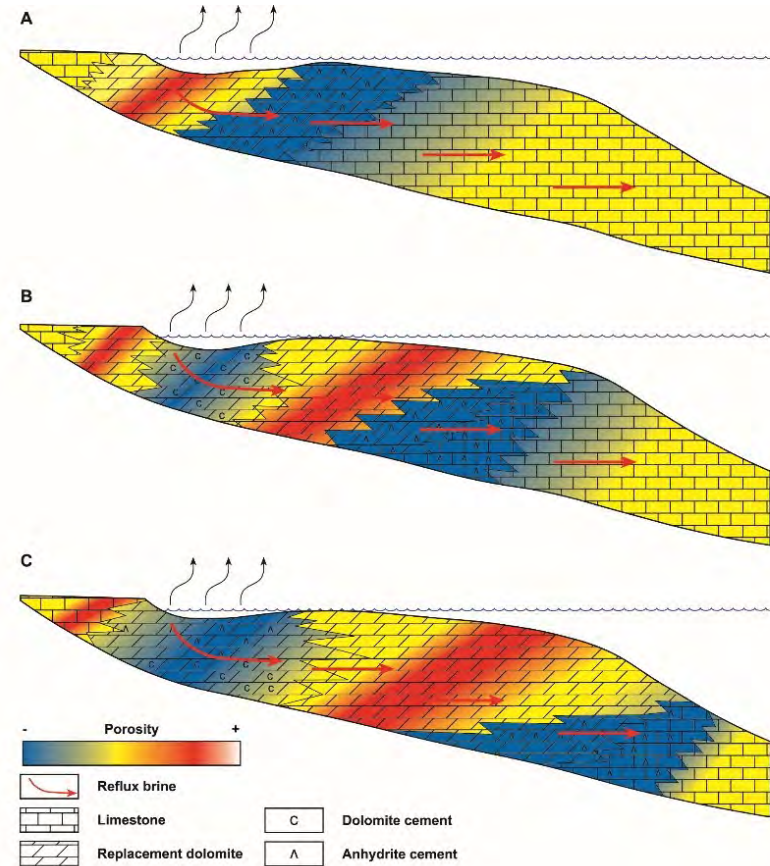 A
B
C
- Porosity +
Reflux brine
Limestone
Dolomite cement
Replacement dolomite
Anhydrite cement